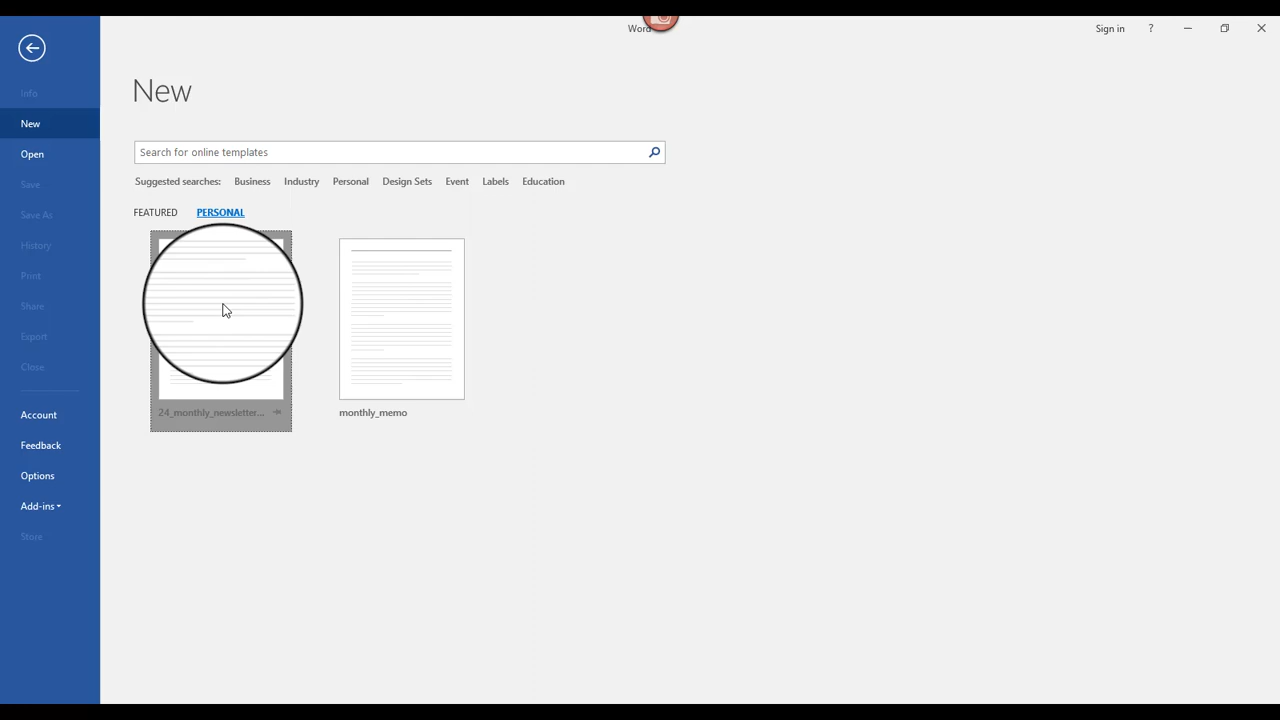 Word
Sign in
?
Info
New
Open
Save
Save As
History
Print
Share
Export
Close
Account
Feedback
Options
Add-ins
Store
New
Search for online templates
Suggested searches: Business Industry Personal Design Sets Event Labels Education
FEATURED PERSONAL
24_monthly_newsletter... monthly_memo